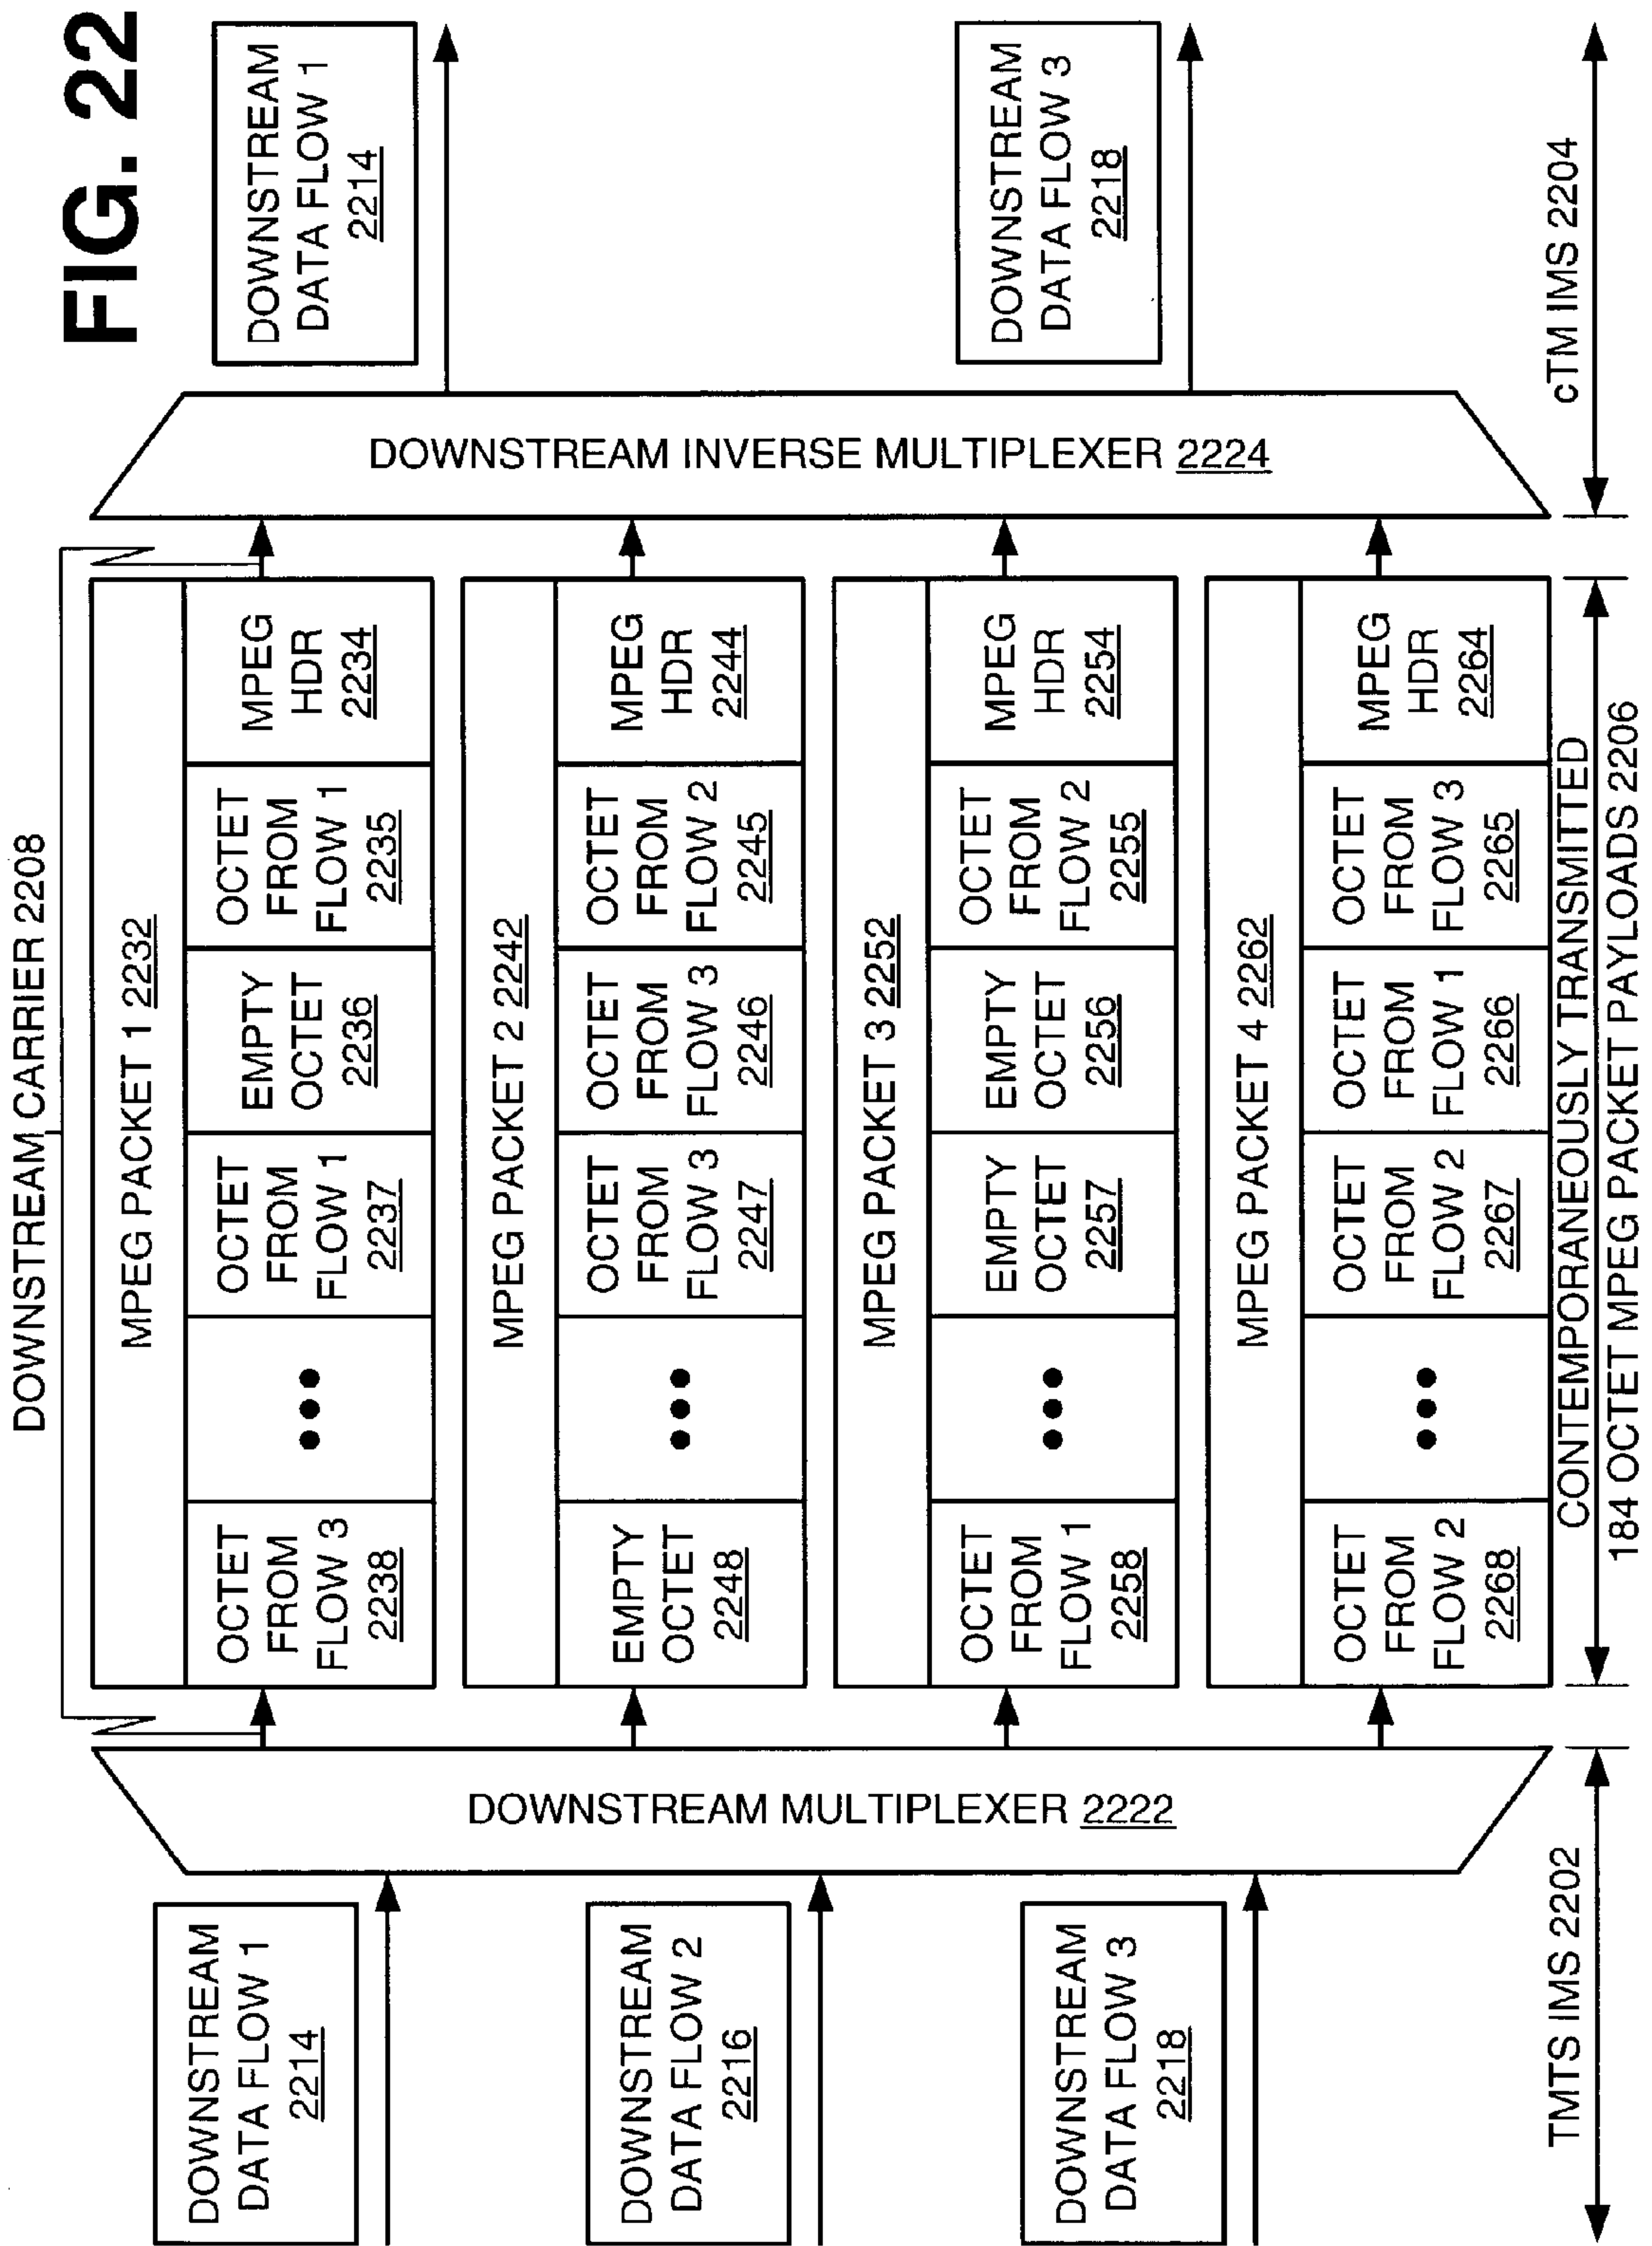 FIG. 22
DOWNSTREAM CARRIER 2208
DOWNSTREAM
DATA FLOW 1
2214
DOWNSTREAM
DATA FLOW 2
2216
DOWNSTREAM
DATA FLOW 3
2218
DOWNSTREAM MULTIPLEXER 2222
MPEG PACKET 1 2232
OCTET
FROM
FLOW 3
2238
•••
OCTET
FROM
FLOW 1
2237
EMPTY
OCTET
2236
OCTET
FROM
FLOW 1
2235
MPEG
HDR
2234
MPEG PACKET 2 2242
EMPTY
OCTET
2248
•••
OCTET
FROM
FLOW 3
2247
OCTET
FROM
FLOW 3
2246
OCTET
FROM
FLOW 2
2245
MPEG
HDR
2244
MPEG PACKET 3 2252
OCTET
FROM
FLOW 1
2258
•••
EMPTY
OCTET
2257
EMPTY
OCTET
2256
OCTET
FROM
FLOW 2
2255
MPEG
HDR
2254
MPEG PACKET 4 2262
OCTET
FROM
FLOW 2
2268
•••
OCTET
FROM
FLOW 2
2267
OCTET
FROM
FLOW 1
2266
OCTET
FROM
FLOW 3
2265
MPEG
HDR
2264
DOWNSTREAM INVERSE MULTIPLEXER 2224
DOWNSTREAM
DATA FLOW 1
2214
DOWNSTREAM
DATA FLOW 3
2218
TMTS IMS 2202
CONTEMPORANEOUSLY TRANSMITTED
184 OCTET MPEG PACKET PAYLOADS 2206
cTM IMS 2204